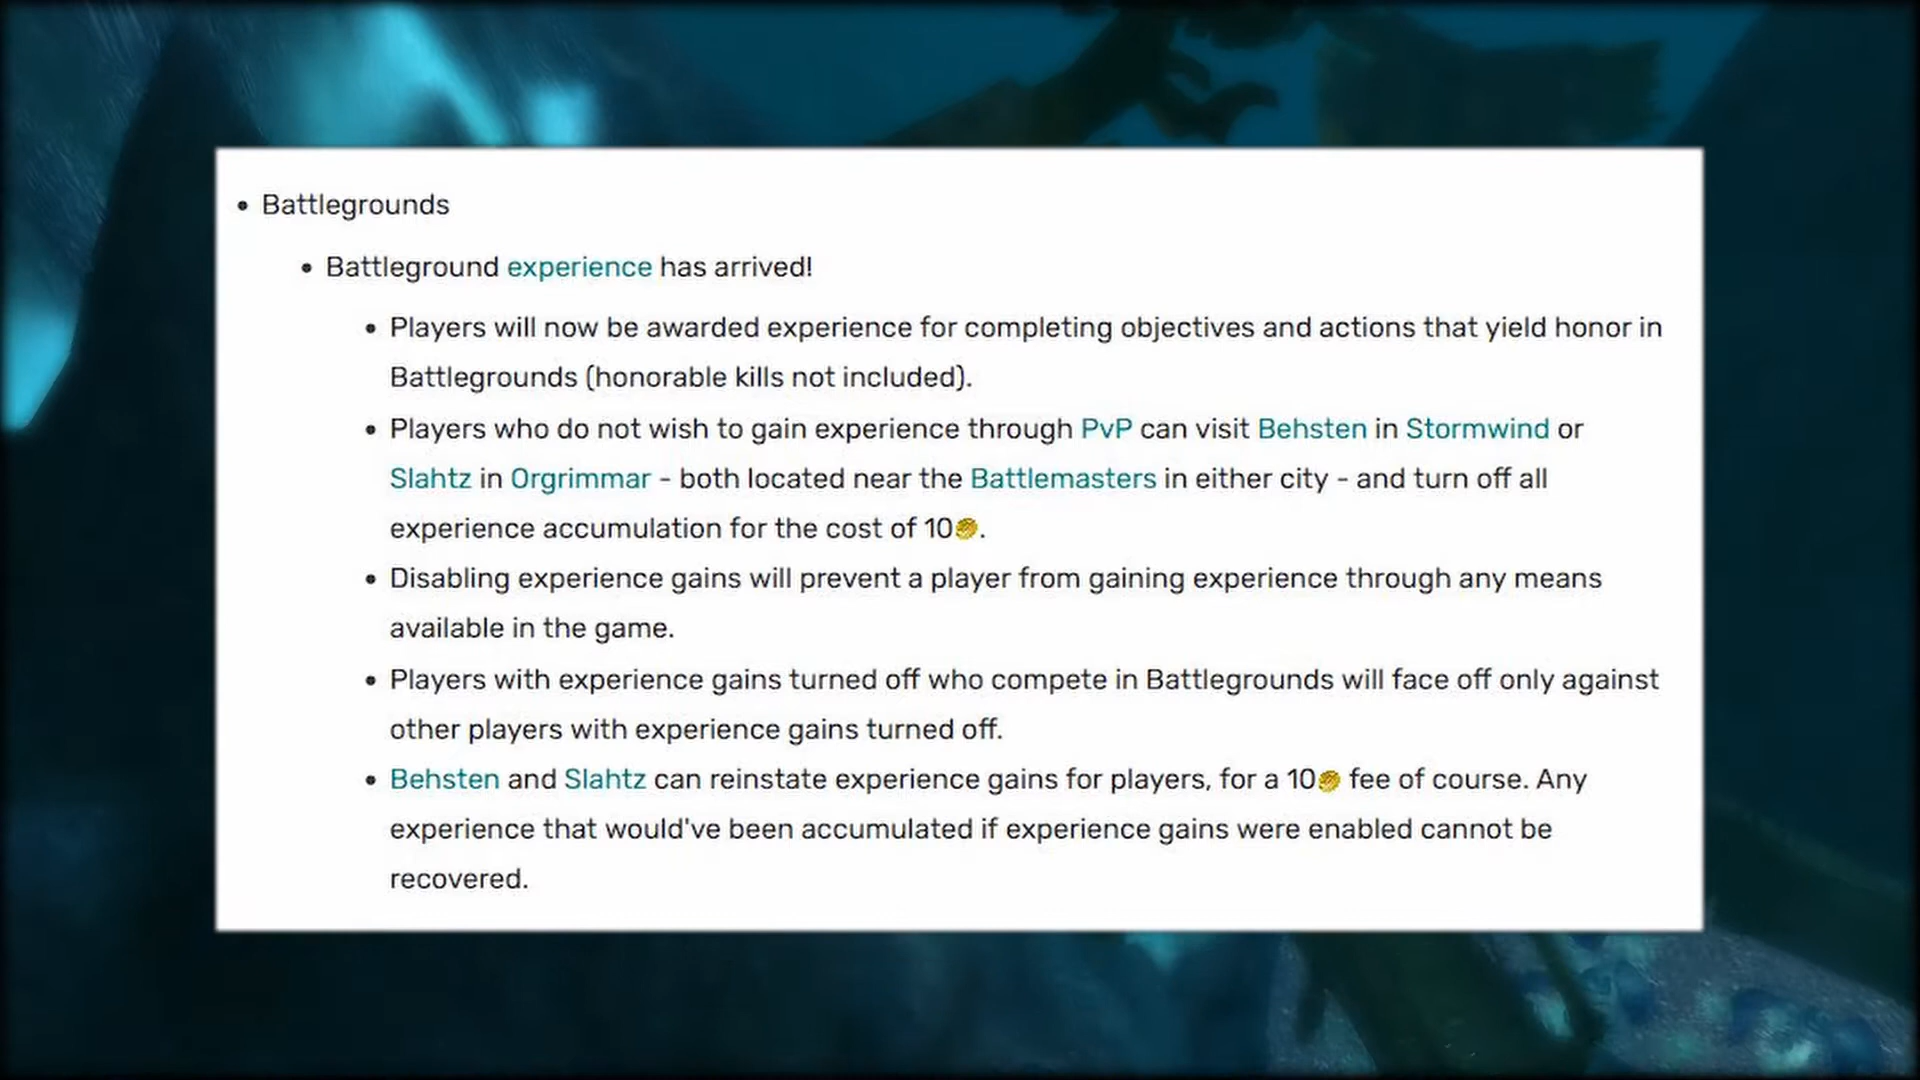 Battlegrounds
Battleground experience has arrived!
Players will now be awarded experience for completing objectives and actions that yield honor in
Battlegrounds (honorable kills not included).
Players who do not wish to gain experience through PvP can visit Behsten in Stormwind or
Slahtz in Orgrimmar - both located near the Battlemasters in either city - and turn off all
experience accumulation for the cost of 10.
Disabling experience gains will prevent a player from gaining experience through any means
available in the game.
Players with experience gains turned off who compete in Battlegrounds will face off only against
other players with experience gains turned off.
Behsten and Slahtz can reinstate experience gains for players, for a 10 fee of course. Any
experience that would've been accumulated if experience gains were enabled cannot be
recovered.